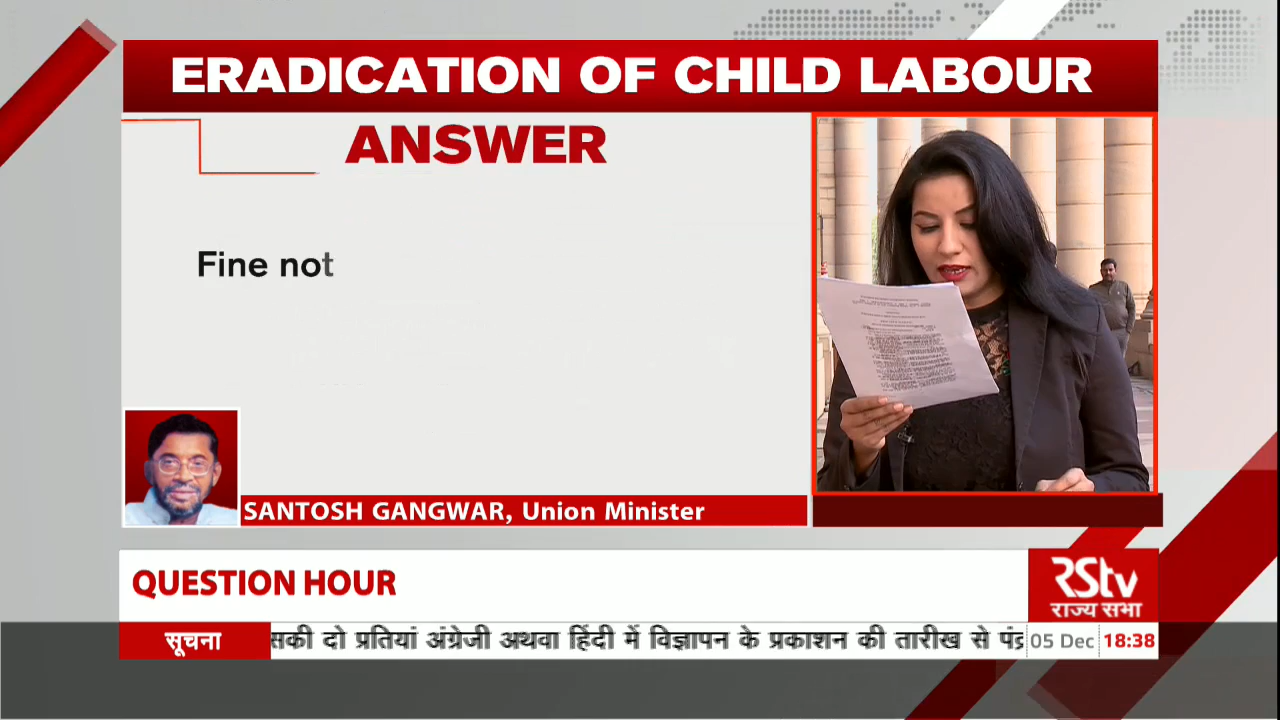 ERADICATION OF CHILD LABOUR
ANSWER
Fine not
SANTOSH GANGWAR, Union Minister
QUESTION HOUR
RStv
राज्य सभा
सूचना
सकी दो प्रतियां अंग्रेजी अथवा हिंदी में विज्ञापन के प्रकाशन की तारीख से
05 Dec
18:38